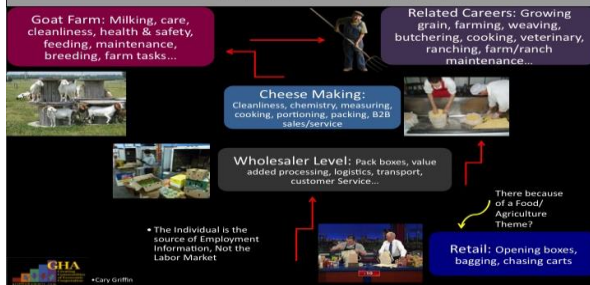 Goat Farm: Milking, care,
cleanliness, health & safety,
feeding, maintenance,
breeding, farm tasks...
Related Careers: Growing
grain, farming, weaving,
butchering, cooking, veterinary,
ranching, farm/ranch
maintenance...
Cheese Making:
Cleanliness, chemistry, measuring,
cooking, portioning, packing, B2B
sales/service
Wholesaler Level: Pack boxes, value
added processing, logistics, transport,
customer Service...
There because
of a Food/
Agriculture
Theme?
• The Individual is the
source of Employment
Information, Not the
Labor Market
Retail: Opening boxes,
bagging, chasing carts
GHA
•Cary Griffin